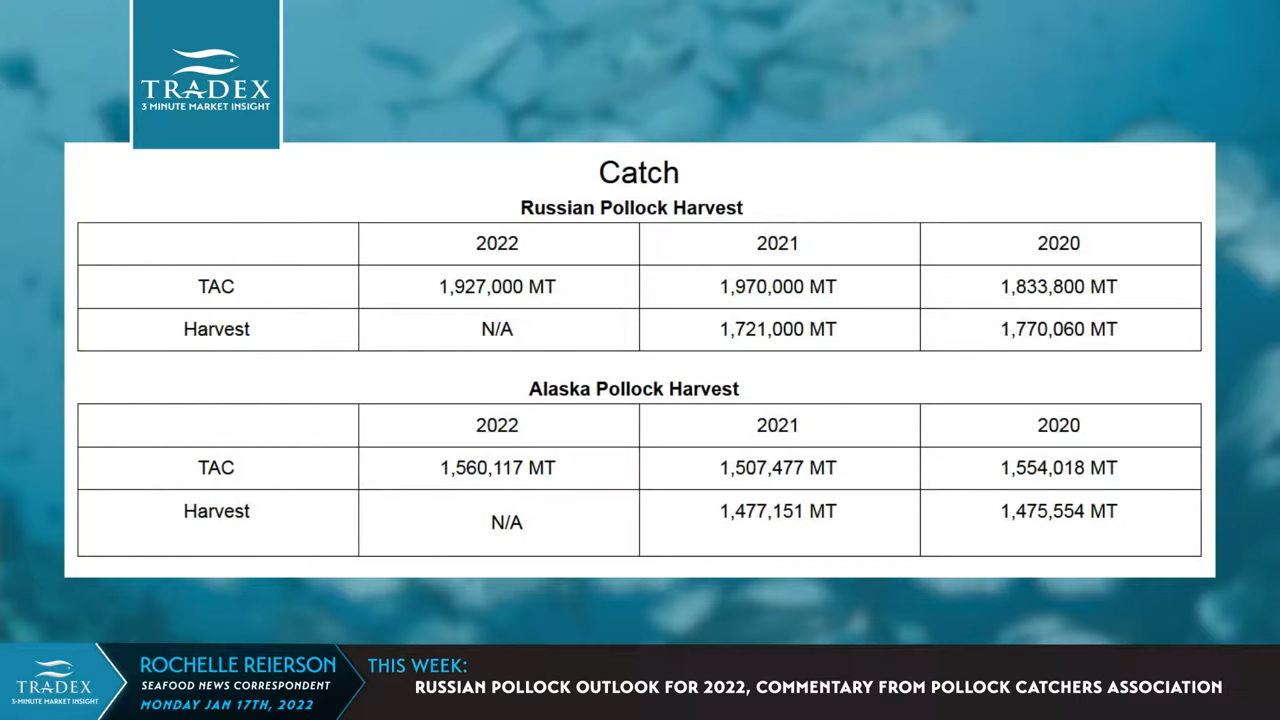 TRADEX
3 MINUTE MARKET INSIGHT
Catch
Russian Pollock Harvest
2022 2021 2020
TAC 1,927,000 MT 1,970,000 MT 1,833,800 MT
Harvest N/A 1,721,000 MT 1,770,060 MT
Alaska Pollock Harvest
2022 2021 2020
TAC 1,560,117 MT 1,507,477 MT 1,554,018 MT
Harvest N/A 1,477,151 MT 1,475,554 MT
TRADEX
3-MINUTE MARKET INSIGHT
ROCHELLE REIERSON
SEAFOOD NEWS CORRESPONDENT
MONDAY JAN 17TH, 2022
THIS WEEK:
RUSSIAN POLLOCK OUTLOOK FOR 2022, COMMENTARY FROM POLLOCK CATCHERS ASSOCIATION